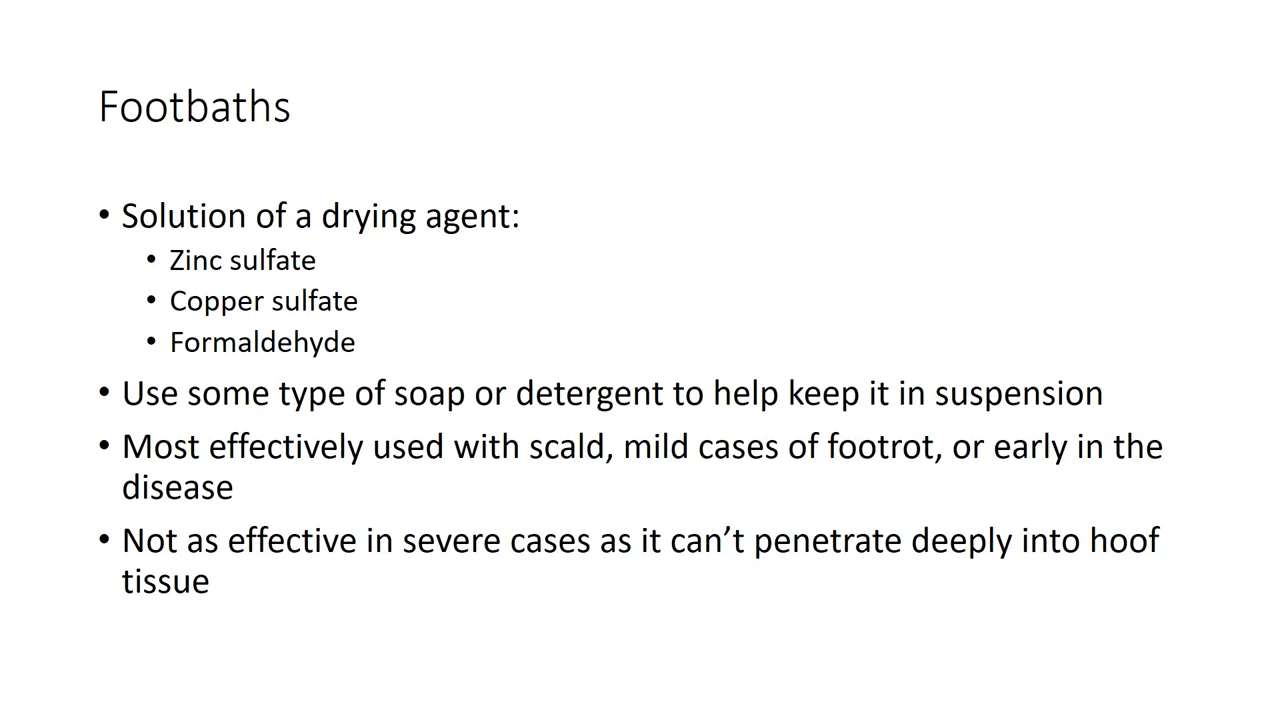 Footbaths
• Solution of a drying agent:
• Zinc sulfate
• Copper sulfate
• Formaldehyde
• Use some type of soap or detergent to help keep it in suspension
• Most effectively used with scald, mild cases of footrot, or early in the
disease
• Not as effective in severe cases as it can’t penetrate deeply into hoof
tissue